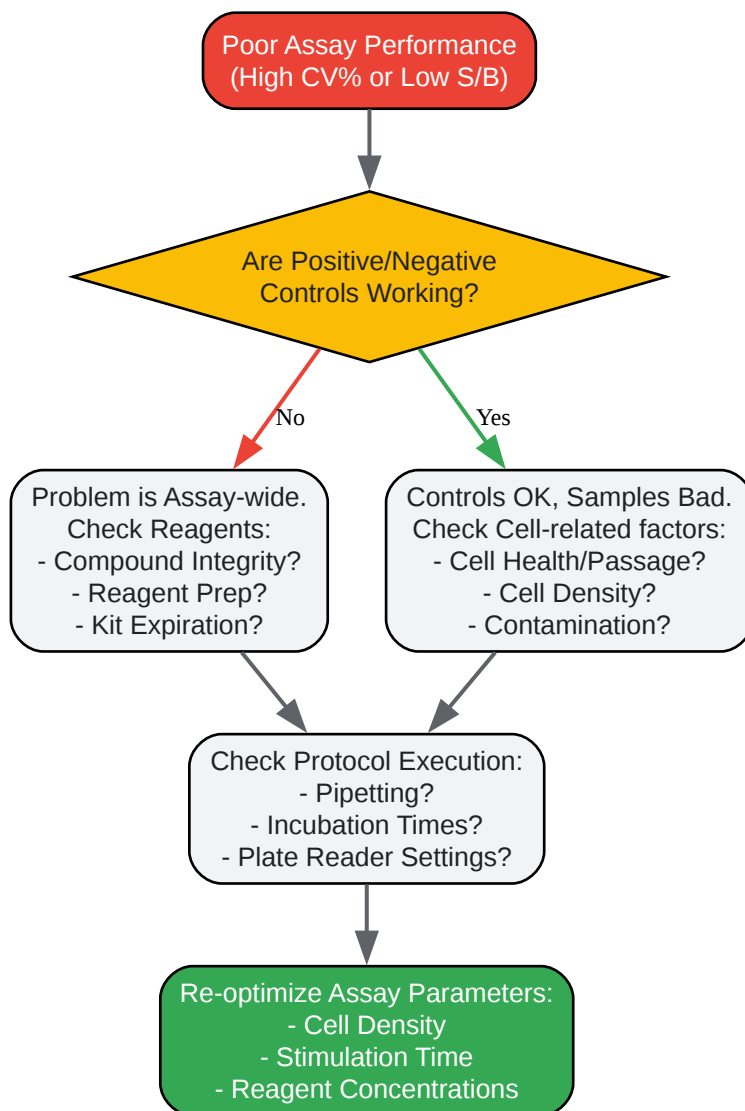 Poor Assay Performance
(High CV% or Low S/B)
Are Positive/Negative
Controls Working?
No
Yes
Problem is Assay-wide.
Check Reagents:
- Compound Integrity?
- Reagent Prep?
- Kit Expiration?
Controls OK, Samples Bad.
Check Cell-related factors:
- Cell Health/Passage?
- Cell Density?
- Contamination?
Check Protocol Execution:
- Pipetting?
- Incubation Times?
- Plate Reader Settings?
Re-optimize Assay Parameters:
- Cell Density
- Stimulation Time
- Reagent Concentrations